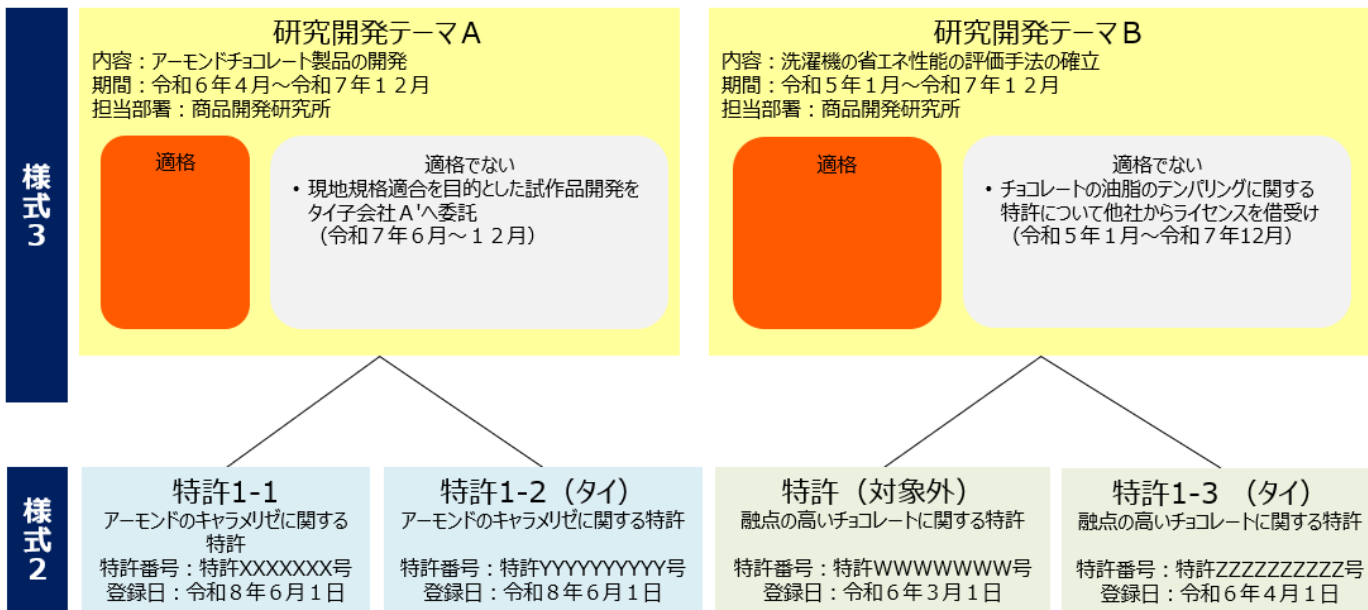 様式3
研究開発テーマA
内容：アーモンドチョコレート製品の開発
期間：令和６年４月～令和７年１２月
担当部署：商品開発研究所
適格
適格でない
・現地規格適合を目的とした試作品開発を
タイ子会社A'へ委託
（令和７年６月～１２月）
研究開発テーマB
内容：洗濯機の省エネ性能の評価手法の確立
期間：令和５年１月～令和７年１２月
担当部署：商品開発研究所
適格
適格でない
・チョコレートの油脂のテンパリングに関する
特許について他社からライセンスを借受け
（令和５年１月～令和７年12月）
様式2
特許1-1
アーモンドのキャラメリゼに関する
特許
特許番号：特許XXXXXXX号
登録日：令和８年６月１日
特許1-2（タイ）
アーモンドのキャラメリゼに関する特許
特許番号：特許YYYYYYYYYY号
登録日：令和８年６月１日
特許（対象外）
融点の高いチョコレートに関する特許
特許番号：特許WWWWWWW号
登録日：令和６年３月１日
特許1-3 （タイ）
融点の高いチョコレートに関する特許
特許番号：特許ZZZZZZZZZZ号
登録日：令和６年４月１日